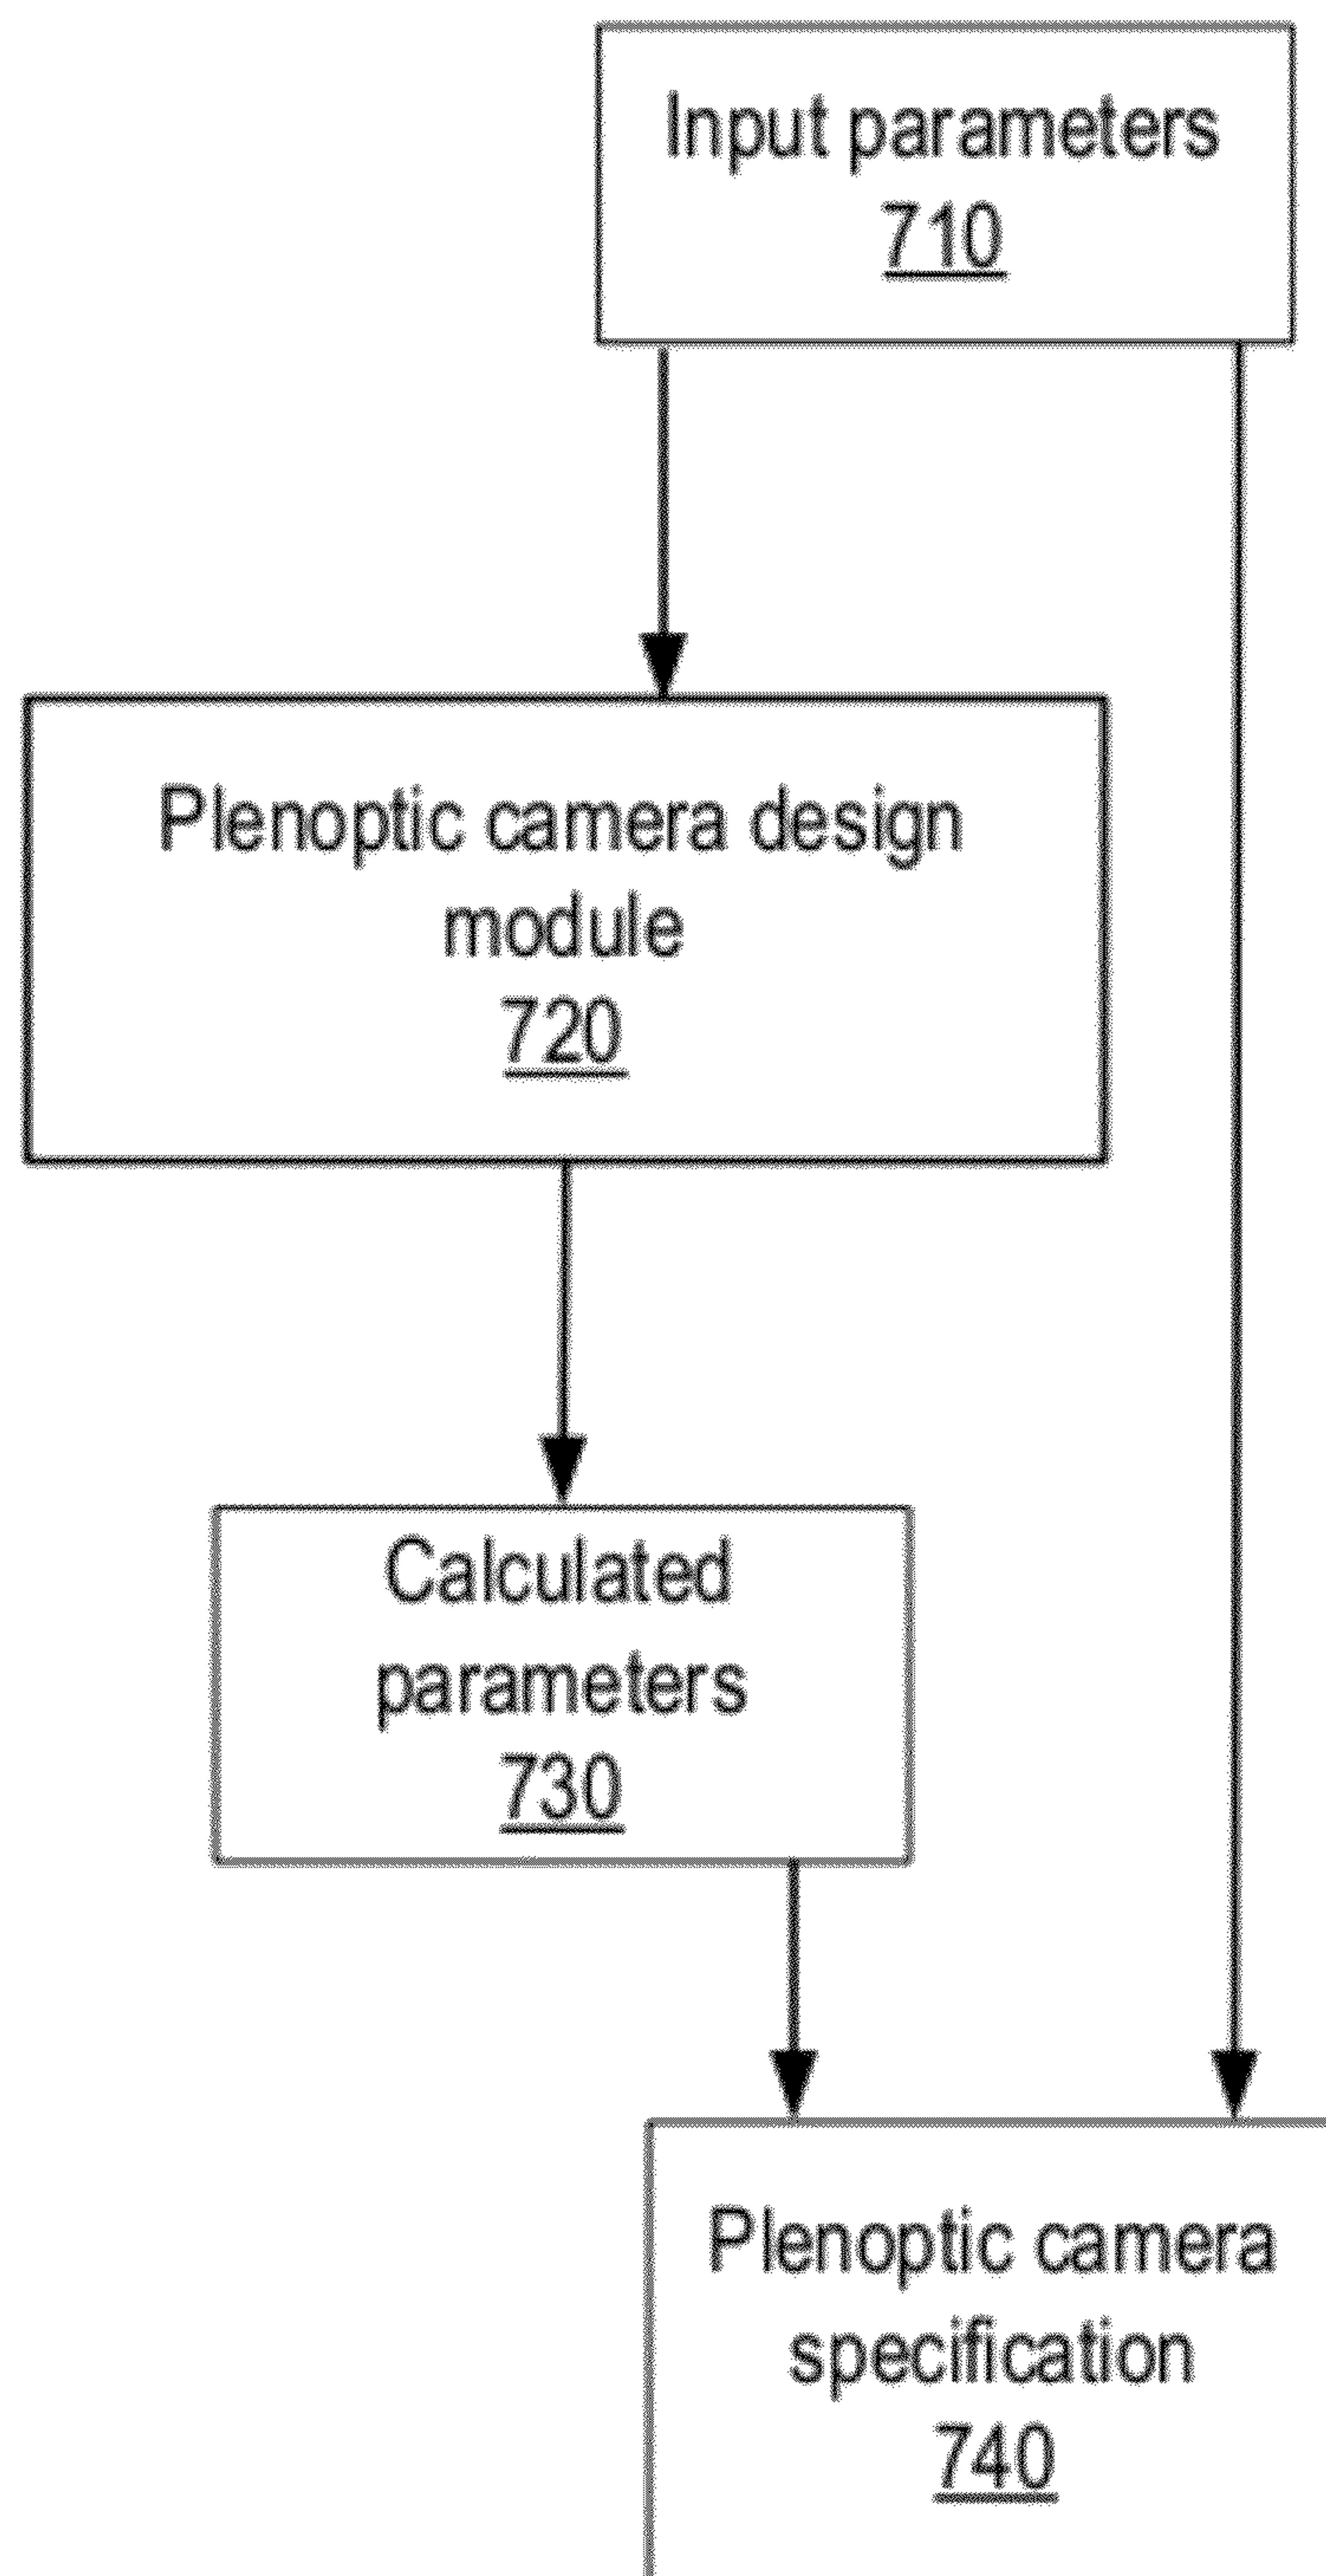 Input parameters
710
Plenoptic camera design
module
720
Calculated
parameters
730
Plenoptic camera
specification
740